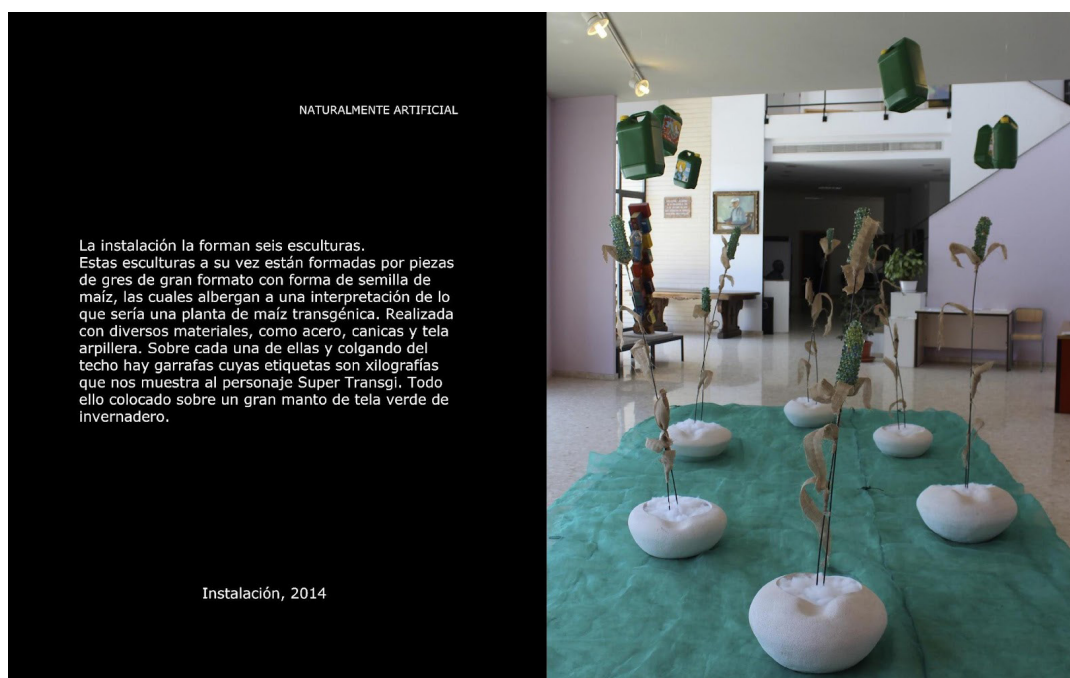 NATURALMENTE ARTIFICIAL
La instalación la forman seis esculturas.
Estas esculturas a su vez están formadas por piezas
de gres de gran formato con forma de semilla de
maíz, las cuales albergan a una interpretación de lo
que sería una planta de maíz transgénica. Realizada
con diversos materiales, como acero, canicas y tela
arpillera. Sobre cada una de ellas y colgando del
techo hay garrafas cuyas etiquetas son xilografías
que nos muestra al personaje Super Transgi. Todo
ello colocado sobre un gran manto de tela verde de
invernadero.
Instalación, 2014